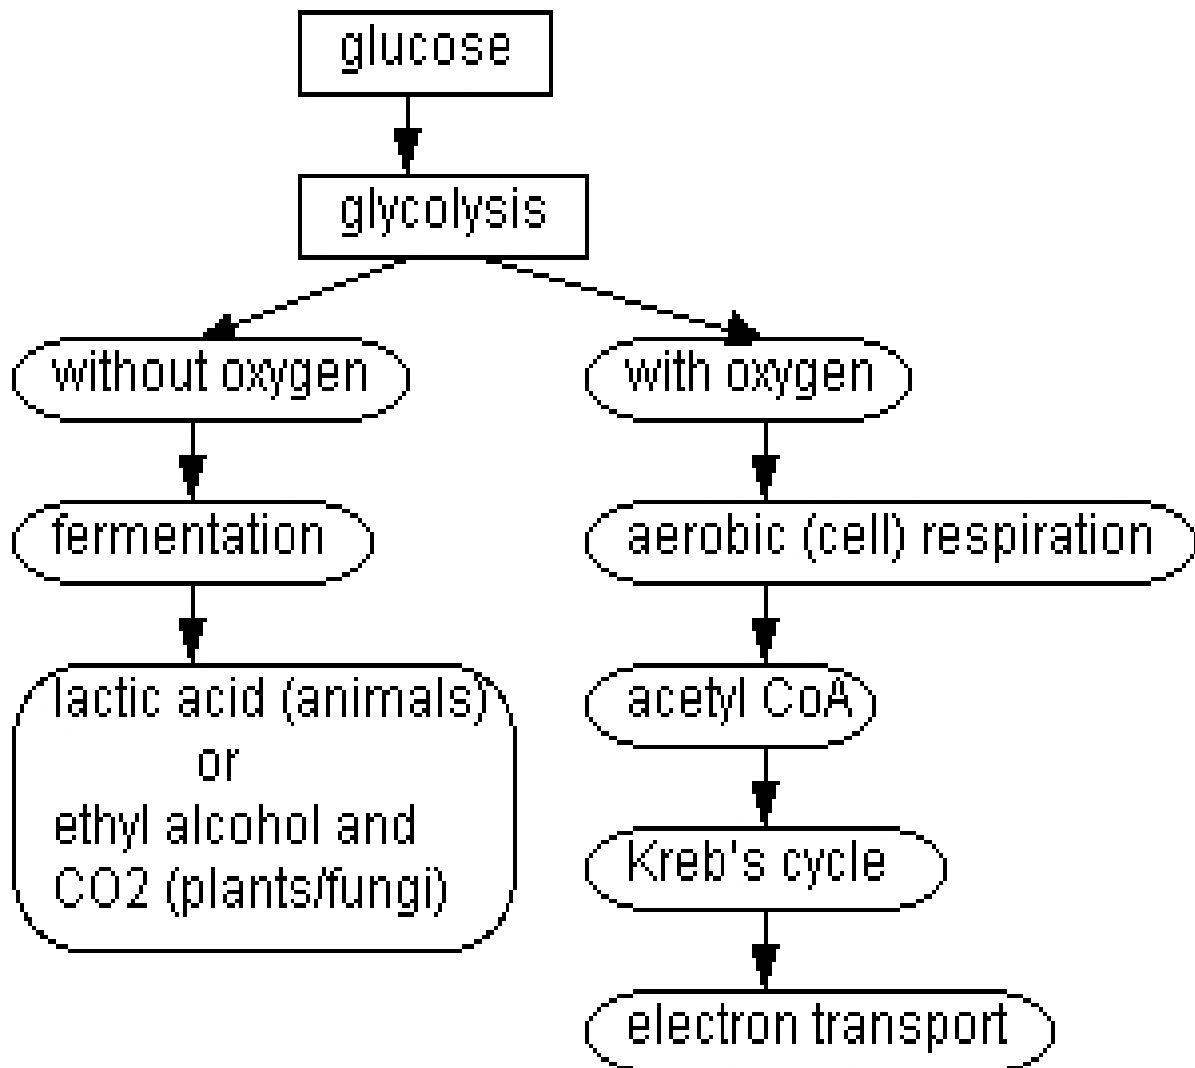 glucose
glycolysis
without oxygen
with oxygen
fermentation
aerobic (cell) respiration
lactic acid (animals)
or
ethyl alcohol and
CO2 (plants/fungi)
acetyl CoA
Kreb's cycle
electron transport